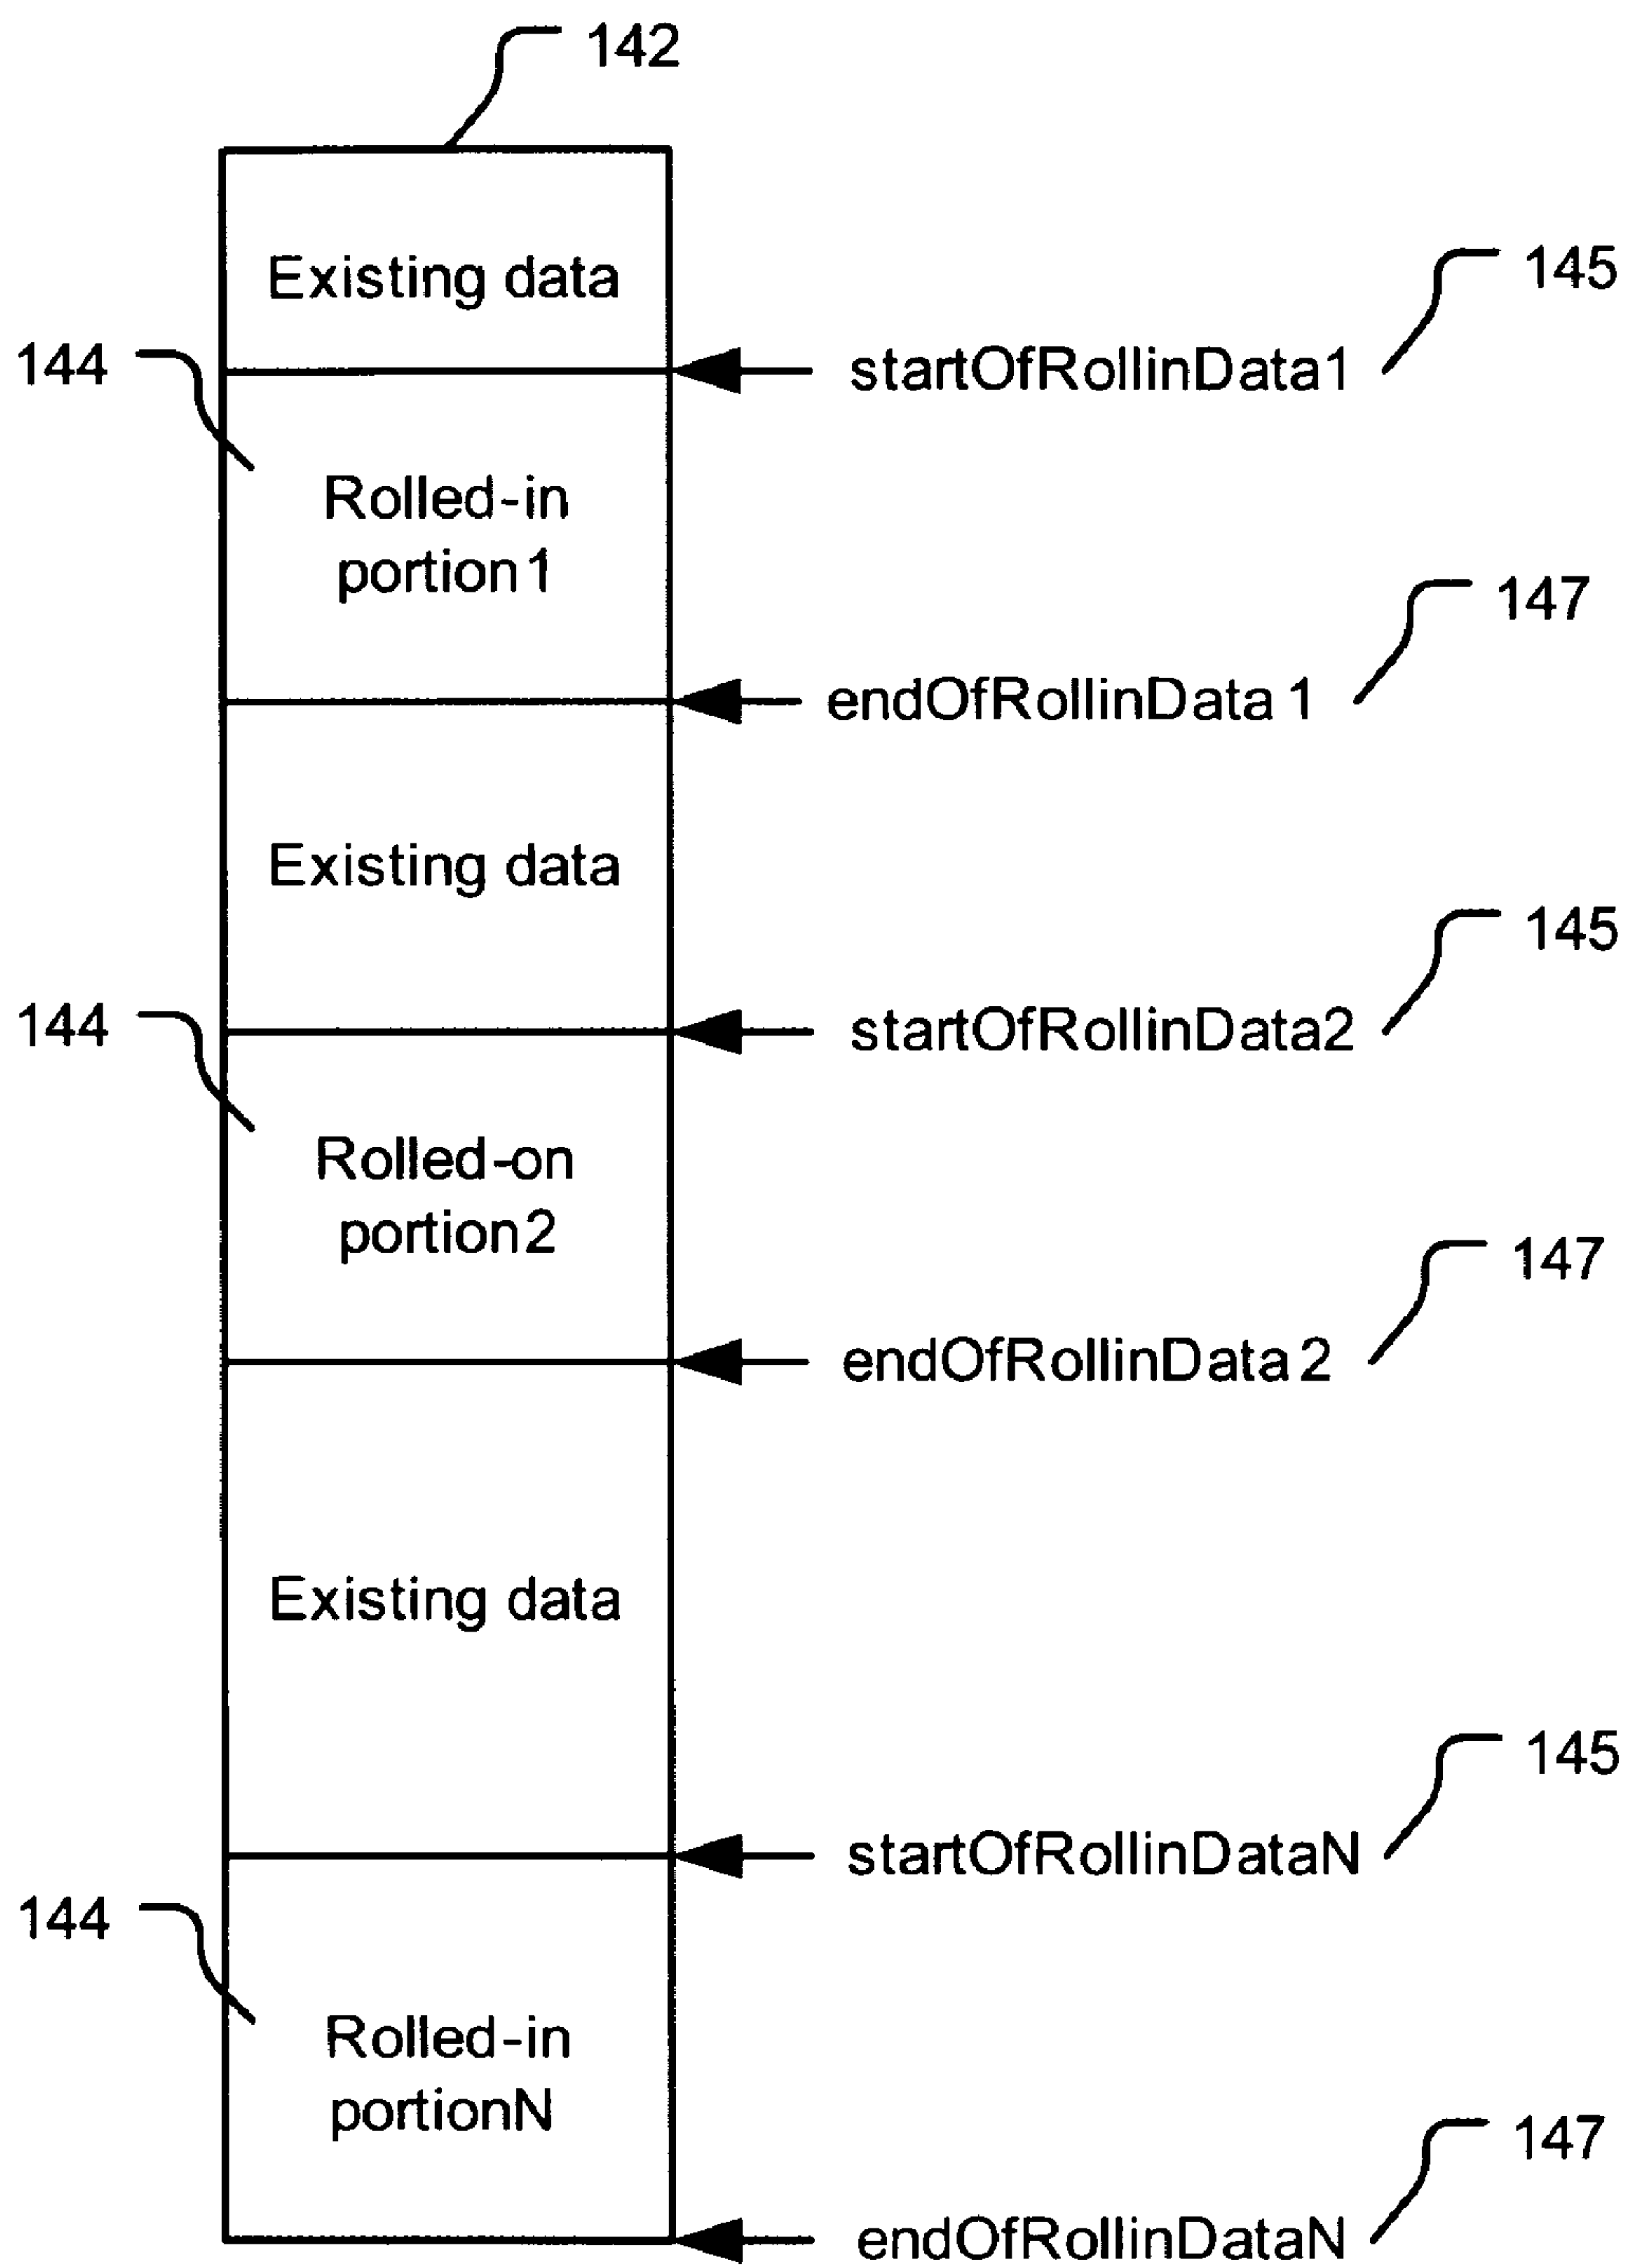 142
Existing data
145
144
startOfRollinData1
Rolled-in
portion1
147
endOfRollinData1
Existing data
145
144
startOfRollinData2
Rolled-on
portion2
147
endOfRollinData2
Existing data
145
startOfRollinDataN
144
Rolled-in
portionN
147
endOfRollinDataN